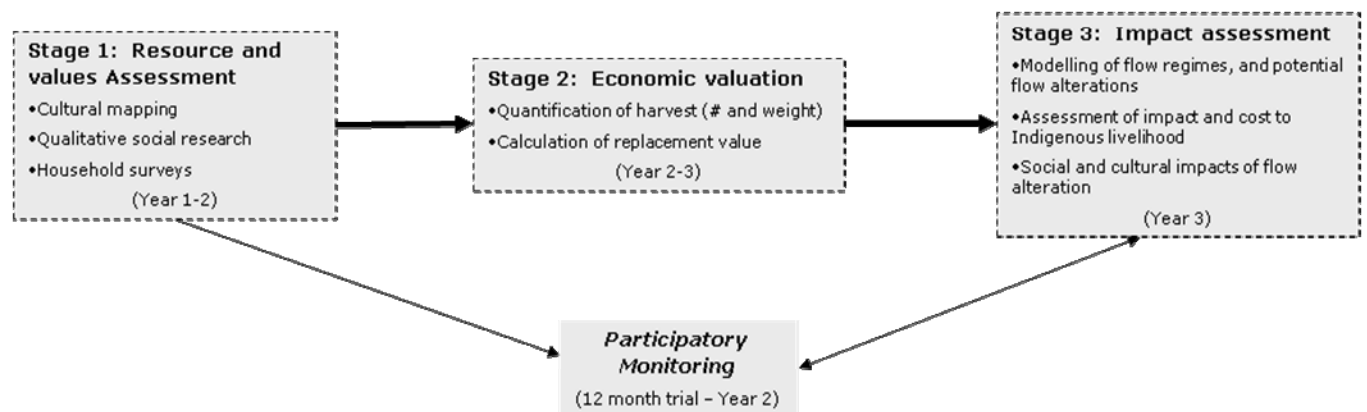 Stage 1:  Resource and
values Assessment
•Cultural mapping
•Qualitative social research
•Household surveys
(Year 1-2)
Stage 2:  Economic valuation
•Quantification of harvest (# and weight)
•Calculation of replacement value
(Year 2-3)
Stage 3:  Impact assessment
•Modelling of flow regimes, and potential
flow alterations
•Assessment of impact and cost to
Indigenous livelihood
•Social and cultural impacts of flow
alteration
(Year 3)
Participatory
Monitoring
(12 month trial – Year 2)